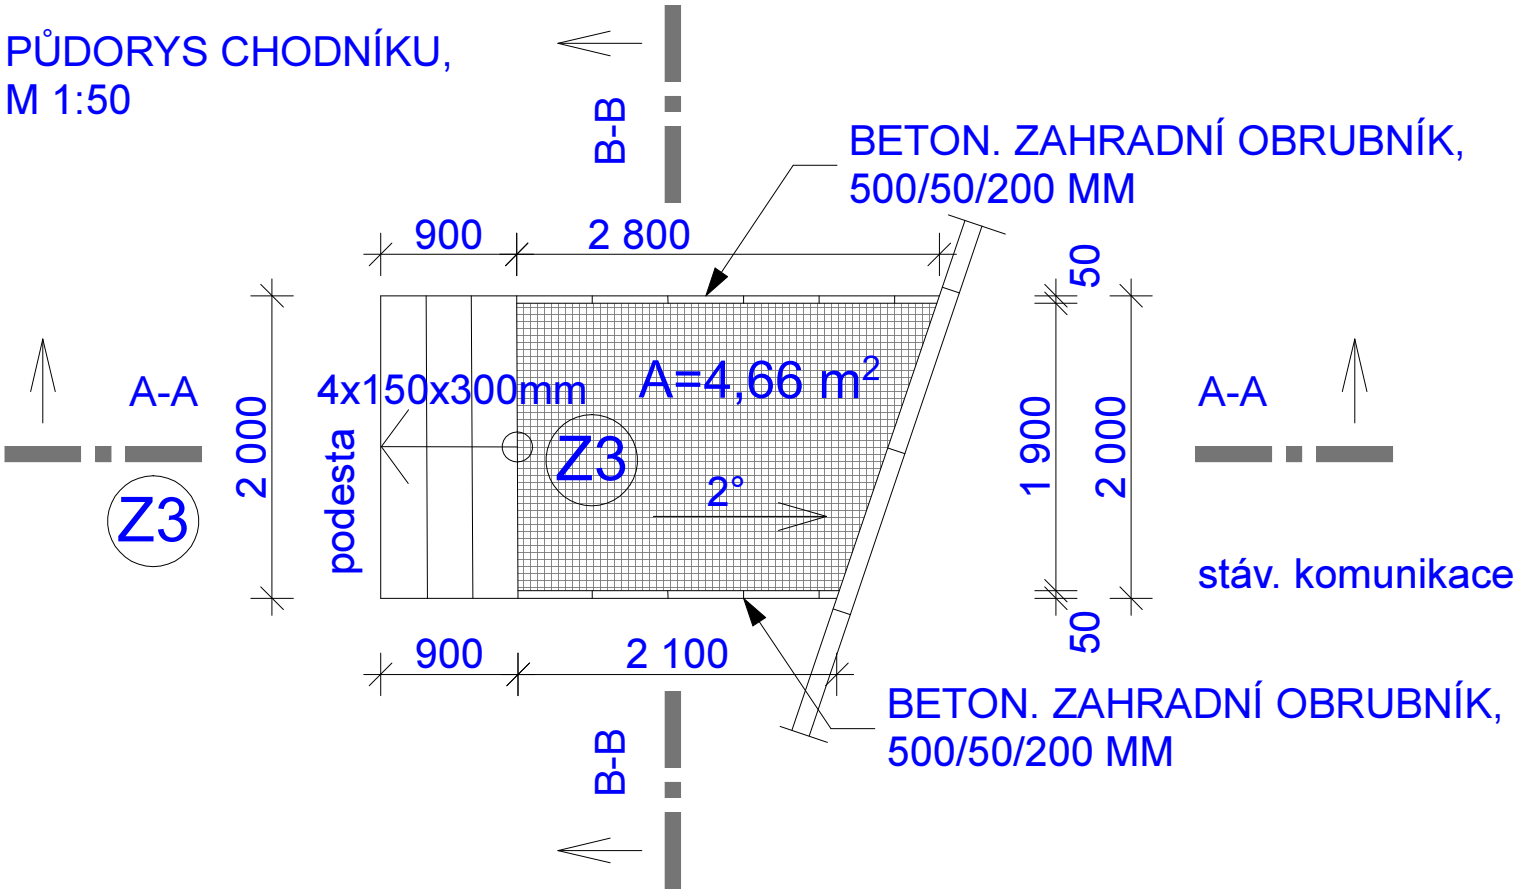 PŮDORYS CHODNÍKU,
M 1:50
B-B
BETON. ZAHRADNÍ OBRUBNÍK,
500/50/200 MM
900
2 800
50
A-A
4x150x300mm
A=4,66 m²
A-A
2 000
podesta
Z3
2°
1 900
2 000
Z3
stáv. komunikace
50
900
2 100
BETON. ZAHRADNÍ OBRUBNÍK,
500/50/200 MM
B-B